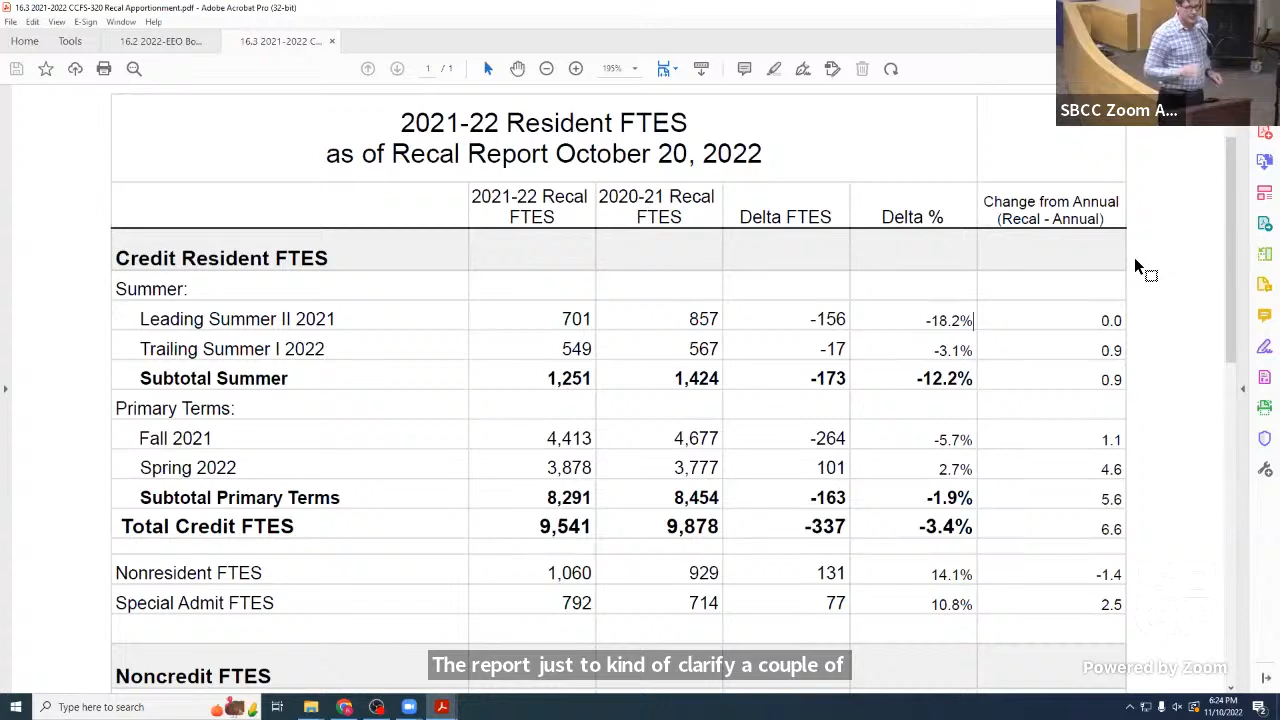 16.3 2021-2022 CCFS-320 Recal Apportionment.pdf - Adobe Acrobat Pro (32-bit)
File Edit View E-Sign Window Help
Home Tools 16.2 2022-EEO Bo... 16.3 2021-2022 C... ×
1 / 1 195%
SBCC Zoom A...
2021-22 Resident FTES
as of Recal Report October 20, 2022
2021-22 Recal FTES 2020-21 Recal FTES Delta FTES Delta % Change from Annual (Recal - Annual)
Credit Resident FTES
Summer:
Leading Summer II 2021 701 857 -156 -18.2% 0.0
Trailing Summer I 2022 549 567 -17 -3.1% 0.9
Subtotal Summer 1,251 1,424 -173 -12.2% 0.9
Primary Terms:
Fall 2021 4,413 4,677 -264 -5.7% 1.1
Spring 2022 3,878 3,777 101 2.7% 4.6
Subtotal Primary Terms 8,291 8,454 -163 -1.9% 5.6
Total Credit FTES 9,541 9,878 -337 -3.4% 6.6
Nonresident FTES 1,060 929 131 14.1% -1.4
Special Admit FTES 792 714 77 10.8% 2.5
Noncredit FTES
The report just to kind of clarify a couple of
Powered by Zoom
Type here to search
6:24 PM
11/10/2022
2